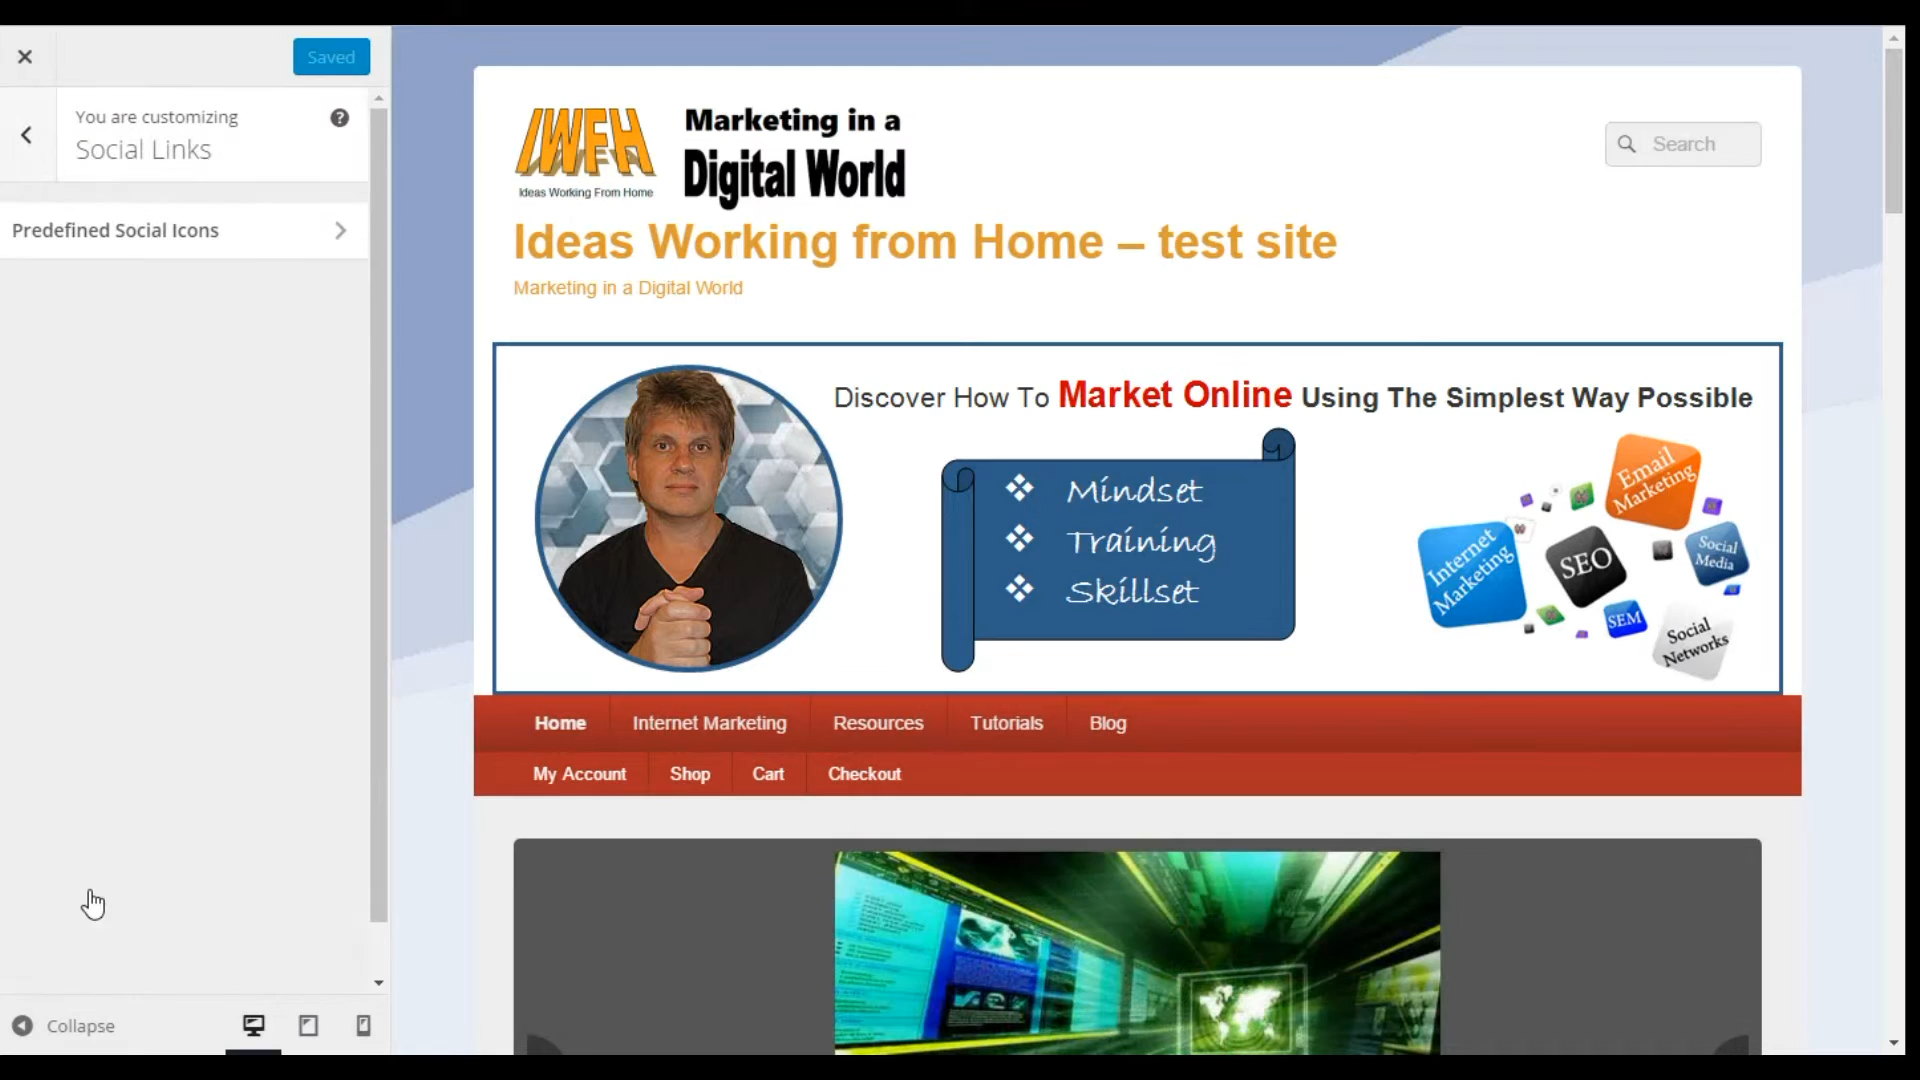 Saved
You are customizing
Social Links
Predefined Social Icons
Collapse
IWFH
Ideas Working From Home
Marketing in a
Digital World
Search
Ideas Working from Home – test site
Marketing in a Digital World
Discover How To Market Online Using The Simplest Way Possible
Mindset
Training
Skillset
Email
Marketing
Internet
Marketing
SEO
Social
Media
SEM
Social
Networks
Home
Internet Marketing
Resources
Tutorials
Blog
My Account
Shop
Cart
Checkout